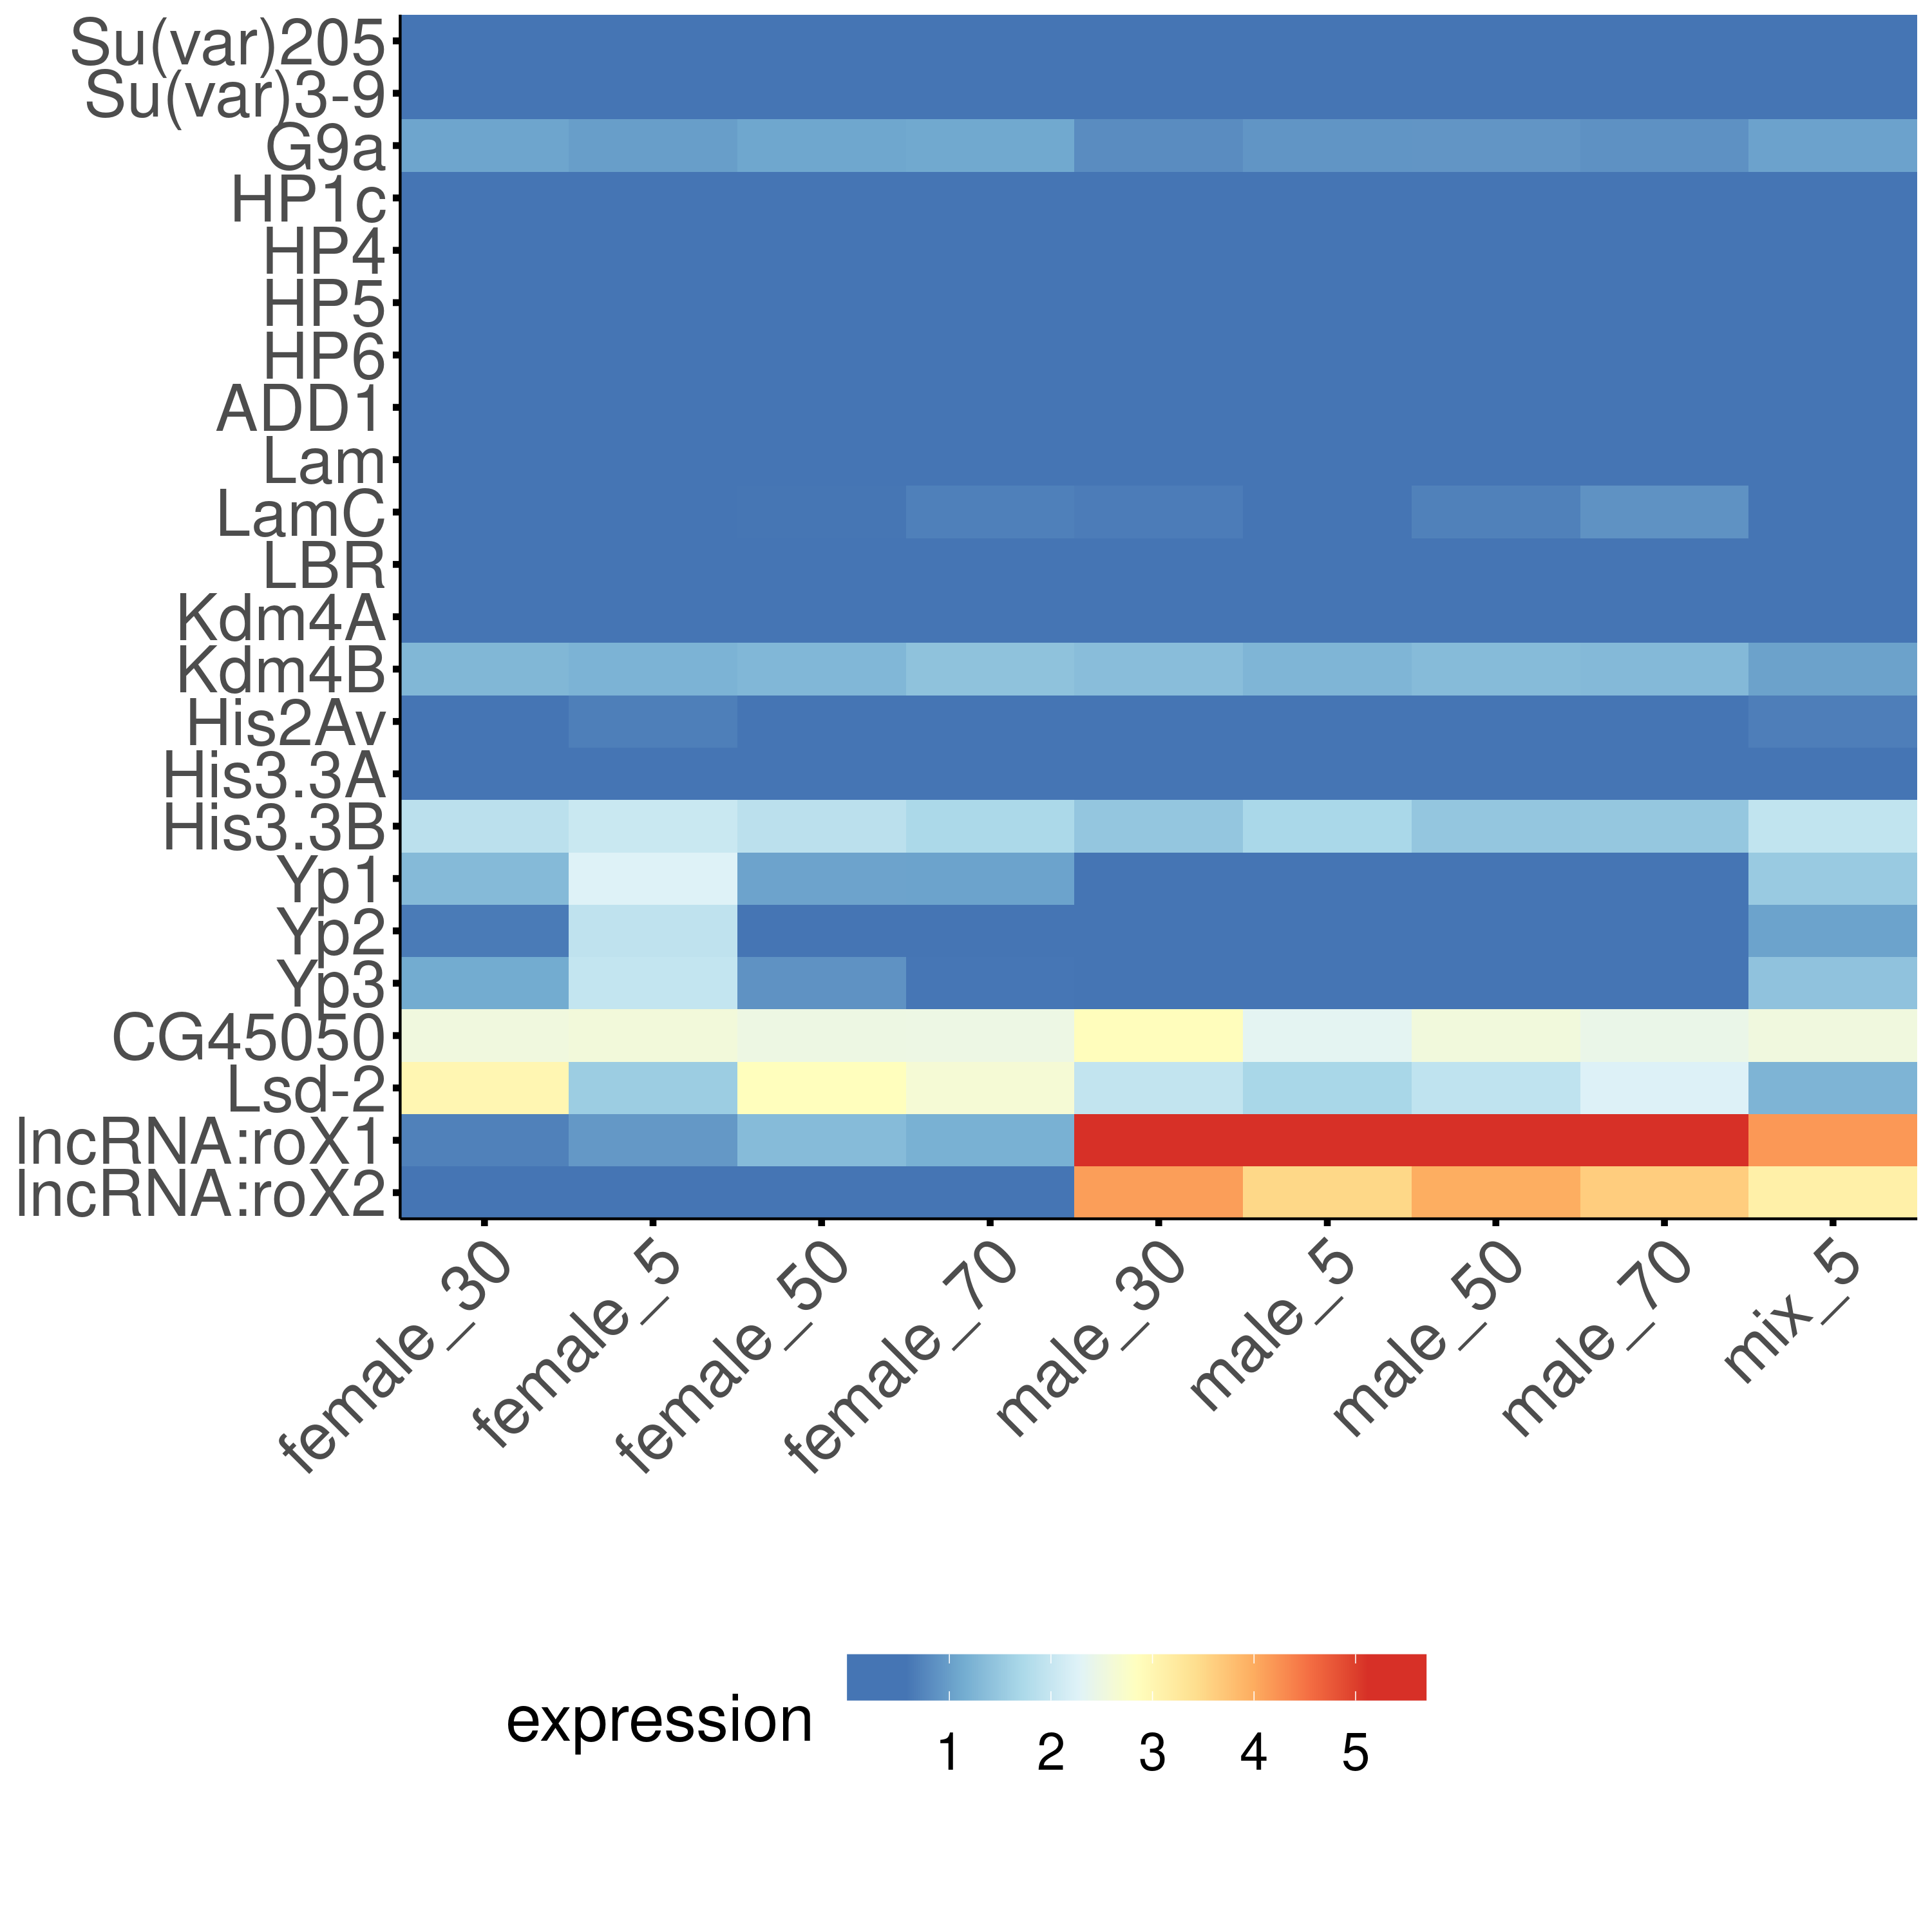 Su(var)205
Su(var)3-9
G9a
HP1c
HP4
HP5
HP6
ADD1
Lam
LamC
LBR
Kdm4A
Kdm4B
His2Av
His3.3A
His3.3B
Yp1
Yp2
Yp3
CG45050
Lsd-2
lncRNA:roX1
lncRNA:roX2
female_30
female_5
female_50
female_70
male_30
male_5
male_50
male_70
mix_5
expression
1 2 3 4 5